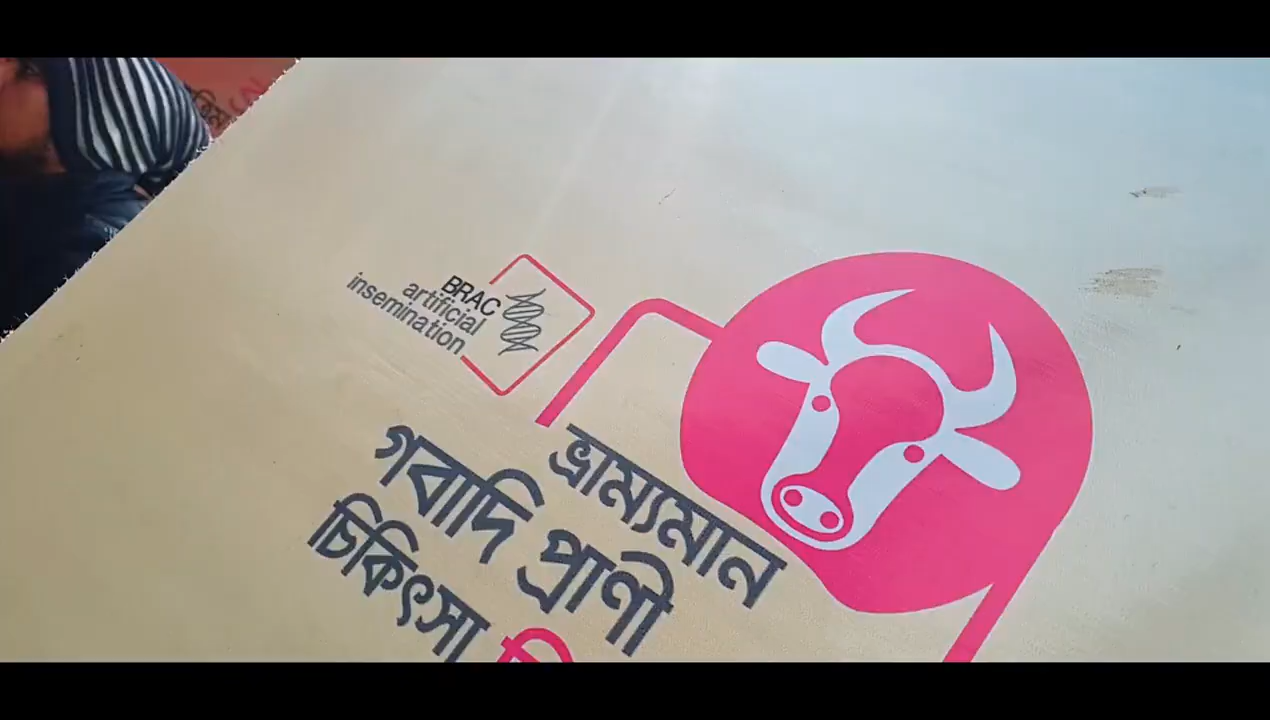 BRAC
artificial
insemination
ভ্রাম্যমান
গবাদি প্রাণী
চিকিৎসা